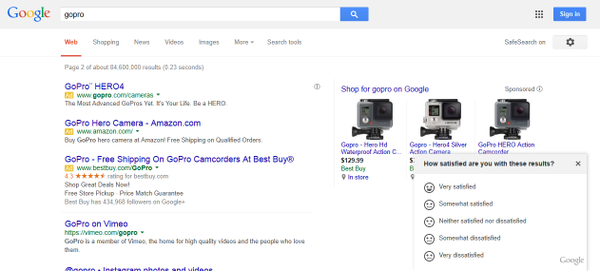 Google
gopro
Sign in
Web Shopping News Videos Images More Search tools
SafeSearch on
Page 2 of about 84,600,000 results (0.23 seconds)
GoPro® HERO4
Ad www.gopro.com/cameras
The Most Advanced GoPros Yet. It's Your Life. Be a HERO.
GoPro Hero Camera - Amazon.com
Ad www.amazon.com/
Buy GoPro hero camera at Amazon! Free Shipping on Qualified Orders.
GoPro - Free Shipping On GoPro Camcorders At Best Buy®
Ad www.bestbuy.com/GoPro
4.3 rating for bestbuy.com
Shop Great Deals Now!
Free Store Pickup · Price Match Guarantee
Best Buy has 434,968 followers on Google+
GoPro on Vimeo
https://vimeo.com/gopro
GoPro is a member of Vimeo, the home for high quality videos and the people who love
them.
@gopro • Instagram photos and videos
Shop for gopro on Google
Sponsored
Gopro - Hero Hd
Waterproof Action C...
$129.99
Best Buy
In store
Gopro - Hero4 Silver
Action Camera
GoPro HERO Action
Camcorder
How satisfied are you with these results?
Very satisfied
Somewhat satisfied
Neither satisfied nor dissatisfied
Somewhat dissatisfied
Very dissatisfied
Google